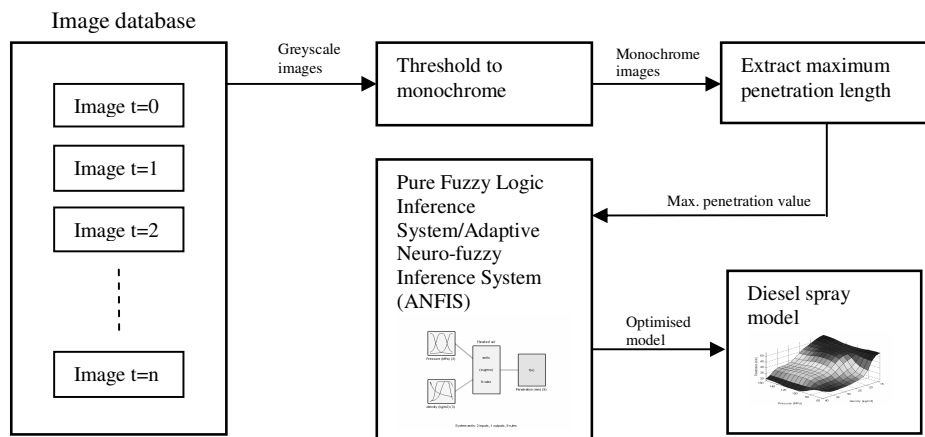 Image database
Image t=0
Image t=1
Image t=2
Image t=n
Greyscale
images
Threshold to
monochrome
Monochrome
images
Extract maximum
penetration length
Max. penetration value
Pure Fuzzy Logic
Inference
System/Adaptive
Neuro-fuzzy
Inference System
(ANFIS)
Optimised
model
Diesel spray
model